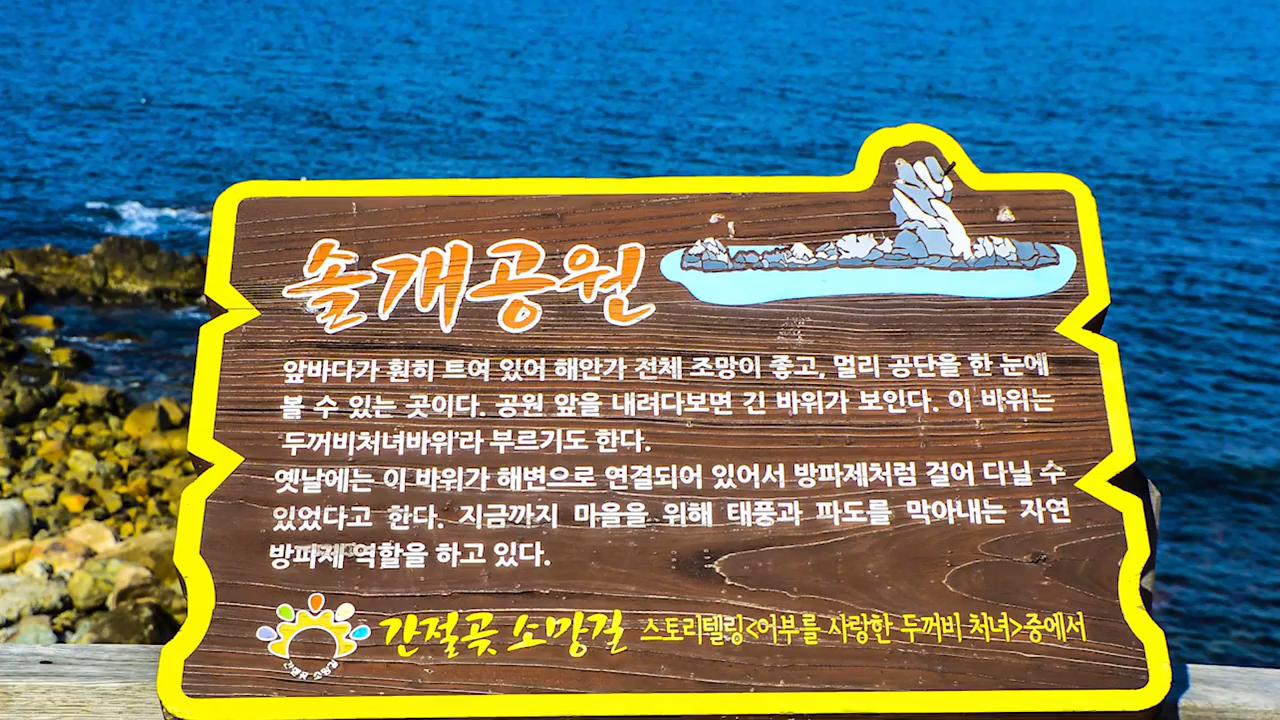 솔개공원
앞바다가 훤히 트여 있어 해안가 전체 조망이 좋고, 멀리 공단을 한 눈에
볼 수 있는 곳이다. 공원 앞을 내려다보면 긴 바위가 보인다. 이 바위는
두꺼비처녀바위'라 부르기도 한다.
옛날에는 이 바위가 해변으로 연결되어 있어서 방파제처럼 걸어 다닐 수
있었다고 한다. 지금까지 마을을 위해 태풍과 파도를 막아내는 자연
방파제 역할을 하고 있다.
간절곶 소망길 스토리텔링<어부를 사랑한 두꺼비 처녀>중에서
간절곶 소망길